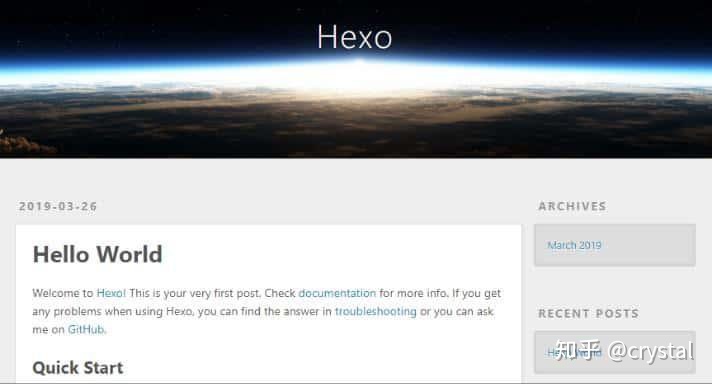 Hexo
2019-03-26
Hello World
Welcome to Hexo! This is your very first post. Check documentation for more info. If you get
any problems when using Hexo, you can find the answer in troubleshooting or you can ask
me on GitHub.
Quick Start
ARCHIVES
March 2019
RECENT POSTS
Hello World
知乎 @crystal